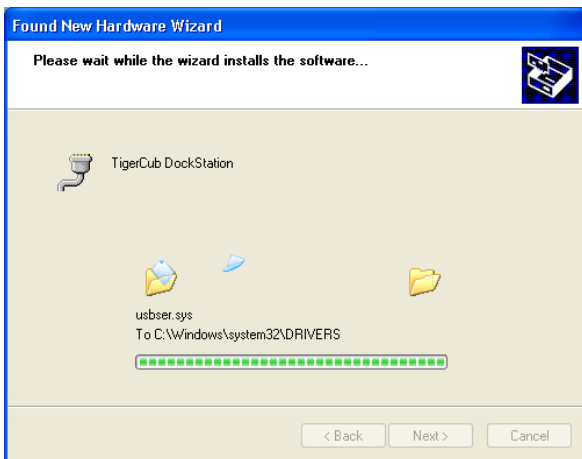 Found New Hardware Wizard
Please wait while the wizard installs the software...
TigerCub DockStation
usbser.sys
To C:\Windows\system32\DRIVERS
< Back Next > Cancel